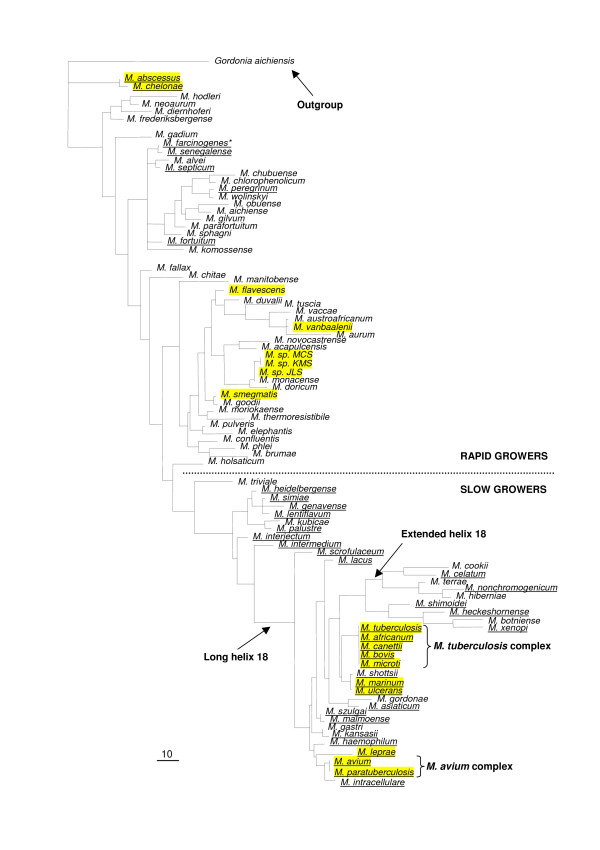 Gordonia aichiensis
M. abscessus
M. chelonae
Outgroup
M. hodleri
M. neoaurum
M. diernhoferi
M. frederiksbergense
M. gadium
M. farcinogenes*
M. senegalense
M. alvei
M. septicum
M. chubuense
M. chlorophenolicum
M. peregrinum
M. wolinskyi
M. obuense
M. aichiense
M. gilvum
M. parafortuitum
M. sphagni
M. fortuitum
M. komossense
M. fallax
M. chitae
M. manitobense
M. flavescens
M. duvalii
M. tuscia
M. vaccae
M. austroafricanum
M. vanbaalenii
M. aurum
M. novocastrense
M. acapulcensis
M. sp. MCS
M. sp. KMS
M. sp. JLS
M. monacense
M. doricum
M. smegmatis
M. goodii
M. moriokaense
M. thermoresistibile
M. pulveris
M. elephantis
M. confluentis
M. phlei
M. brumae
M. holsaticum
RAPID GROWERS
SLOW GROWERS
M. triviale
M. heidelbergense
M. simiae
M. genavense
M. lentiflavum
M. kubicae
M. palustre
M. interjectum
M. intermedium
Extended helix 18
M. scrofulaceum
M. lacus
M. cookii
M. celatum
M. terrae
M. nonchromogenicum
M. hiberniae
M. shimoidei
M. heckeshornense
M. botniense
M. xenopi
M. tuberculosis
M. africanum
M. canettii
M. bovis
M. microti
M. tuberculosis complex
Long helix 18
M. shottsii
M. marinum
M. ulcerans
M. gordonae
M. asiaticum
M. szulgai
M. malmoense
M. gastri
M. kansasii
M. haemophilum
M. leprae
M. avium
M. paratuberculosis
M. avium complex
M. intracellulare
10